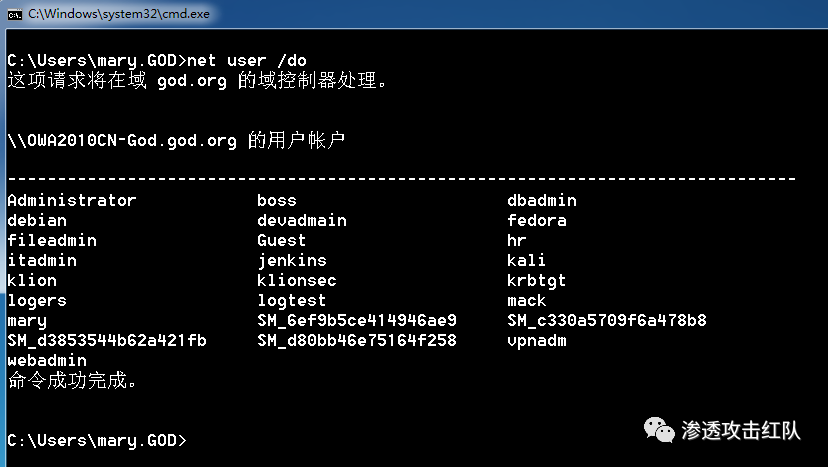 C:\Windows\system32\cmd.exe
C:\Users\mary.GOD>net user /do
这项请求将在域 god.org 的域控制器处理。
\\OWA2010CN-God.god.org 的用户帐户
-------------------------------------------------------------------------------
Administrator boss dbadmin
debian devadmain fedora
fileadmin Guest hr
itadmin jenkins kali
klion klionsec krbtgt
logers logtest mack
mary SM_6ef9b5ce414946ae9 SM_c330a5709f6a478b8
SM_d3853544b62a421fb SM_d80bb46e75164f258 vpnadm
webadmin
命令成功完成。
C:\Users\mary.GOD>
渗透攻击红队